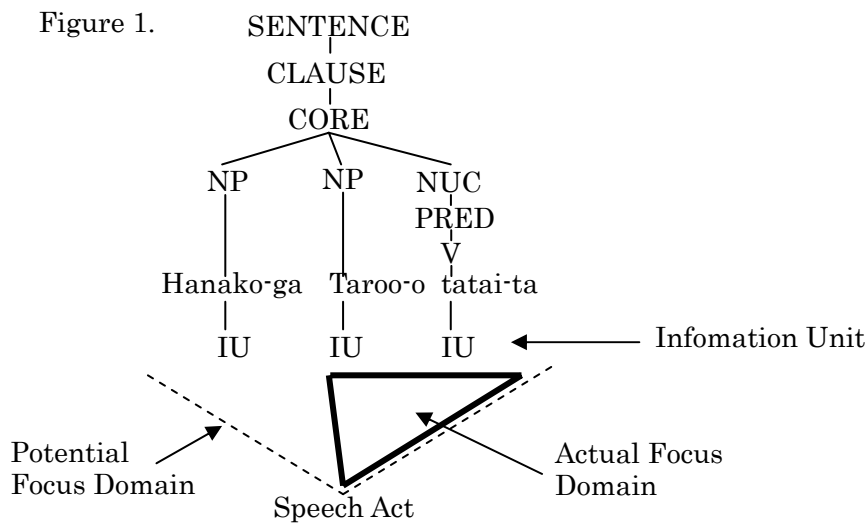 Figure 1.
SENTENCE
CLAUSE
CORE
NP NP NUC
PRED
V
Hanako-ga Taroo-o tatai-ta
IU IU IU
Infomation Unit
Potential
Focus Domain
Actual Focus
Domain
Speech Act